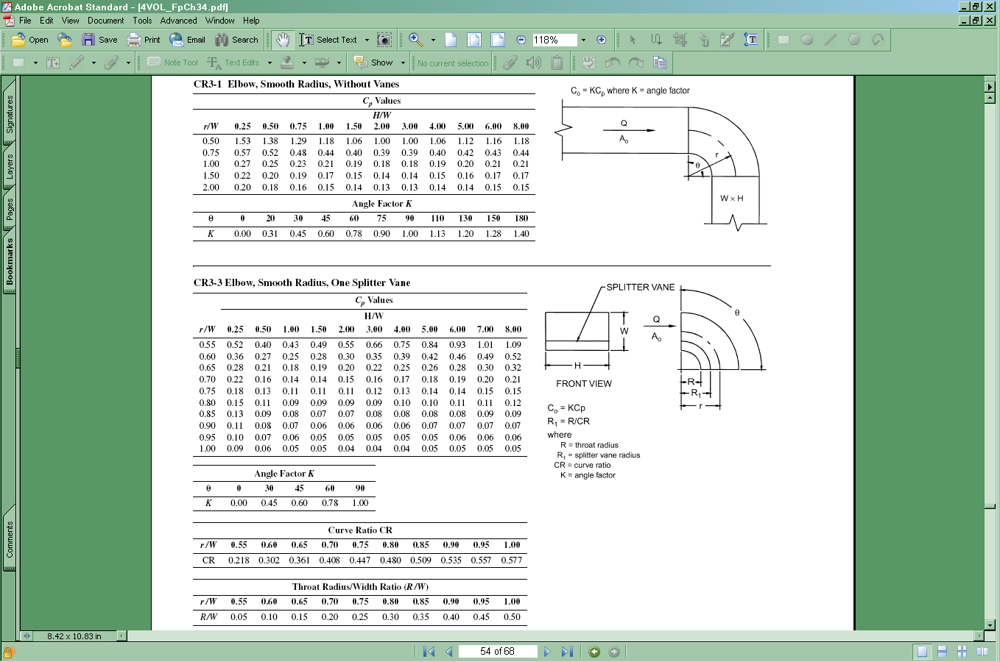 Adobe Acrobat Standard - [4VOL_FpCh34.pdf]
File Edit View Document Tools Advanced Window Help
Open Save Print Email Search Select Text 118%
Note Tool Text Edits Show No current selection
Signatures
Layers
Pages
Bookmarks
Comments
CR3-1 Elbow, Smooth Radius, Without Vanes
Cp Values
H/W
r/W 0.25 0.50 0.75 1.00 1.50 2.00 3.00 4.00 5.00 6.00 8.00
0.50 1.53 1.38 1.29 1.18 1.06 1.00 1.00 1.06 1.12 1.16 1.18
0.75 0.57 0.52 0.48 0.44 0.40 0.39 0.39 0.40 0.42 0.43 0.44
1.00 0.27 0.25 0.23 0.21 0.19 0.18 0.18 0.19 0.20 0.21 0.21
1.50 0.22 0.20 0.19 0.17 0.15 0.14 0.14 0.15 0.16 0.17 0.17
2.00 0.20 0.18 0.16 0.15 0.14 0.13 0.13 0.14 0.14 0.15 0.15
Angle Factor K
θ 0 20 30 45 60 75 90 110 130 150 180
K 0.00 0.31 0.45 0.60 0.78 0.90 1.00 1.13 1.20 1.28 1.40
Co = KCp where K = angle factor
Q
Ao
r
θ
W × H
CR3-3 Elbow, Smooth Radius, One Splitter Vane
Cp Values
H/W
r/W 0.25 0.50 1.00 1.50 2.00 3.00 4.00 5.00 6.00 7.00 8.00
0.55 0.52 0.40 0.43 0.49 0.55 0.66 0.75 0.84 0.93 1.01 1.09
0.60 0.36 0.27 0.25 0.28 0.30 0.35 0.39 0.42 0.46 0.49 0.52
0.65 0.28 0.21 0.18 0.19 0.20 0.22 0.25 0.26 0.28 0.30 0.32
0.70 0.22 0.16 0.14 0.14 0.15 0.16 0.17 0.18 0.19 0.20 0.21
0.75 0.18 0.13 0.11 0.11 0.11 0.12 0.13 0.14 0.14 0.15 0.15
0.80 0.15 0.11 0.09 0.09 0.09 0.09 0.10 0.10 0.11 0.11 0.12
0.85 0.13 0.09 0.08 0.07 0.07 0.08 0.08 0.08 0.08 0.09 0.09
0.90 0.11 0.08 0.07 0.06 0.06 0.06 0.06 0.07 0.07 0.07 0.07
0.95 0.10 0.07 0.06 0.05 0.05 0.05 0.05 0.05 0.06 0.06 0.06
1.00 0.09 0.06 0.05 0.05 0.04 0.04 0.04 0.05 0.05 0.05 0.05
Angle Factor K
θ 0 30 45 60 90
K 0.00 0.45 0.60 0.78 1.00
Curve Ratio CR
r/W 0.55 0.60 0.65 0.70 0.75 0.80 0.85 0.90 0.95 1.00
CR 0.218 0.302 0.361 0.408 0.447 0.480 0.509 0.535 0.557 0.577
Throat Radius/Width Ratio (R/W)
r/W 0.55 0.60 0.65 0.70 0.75 0.80 0.85 0.90 0.95 1.00
R/W 0.05 0.10 0.15 0.20 0.25 0.30 0.35 0.40 0.45 0.50
SPLITTER VANE
W
H
FRONT VIEW
Q
Ao
θ
R
R1
r
Co = KCp
R1 = R/CR
where
R = throat radius
R1 = splitter vane radius
CR = curve ratio
K = angle factor
8.42 x 10.83 in
54 of 68